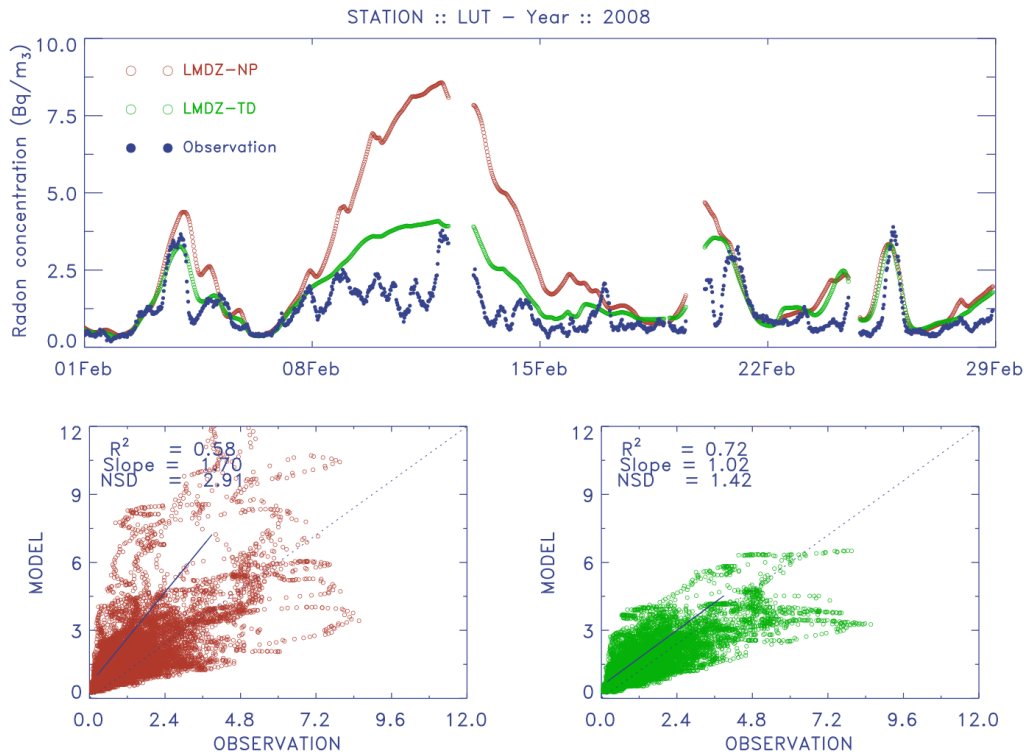 STATION :: LUT - Year :: 2008
Radon concentration (Bq/m3)
10.0
7.5
5.0
2.5
0.0
LMDZ-NP
LMDZ-TD
Observation
01Feb 08Feb 15Feb 22Feb 29Feb
MODEL
12
9
6
3
0
R² = 0.58
Slope = 1.70
NSD = 2.91
0.0 2.4 4.8 7.2 9.6 12.0
OBSERVATION
MODEL
12
9
6
3
0
R² = 0.72
Slope = 1.02
NSD = 1.42
0.0 2.4 4.8 7.2 9.6 12.0
OBSERVATION